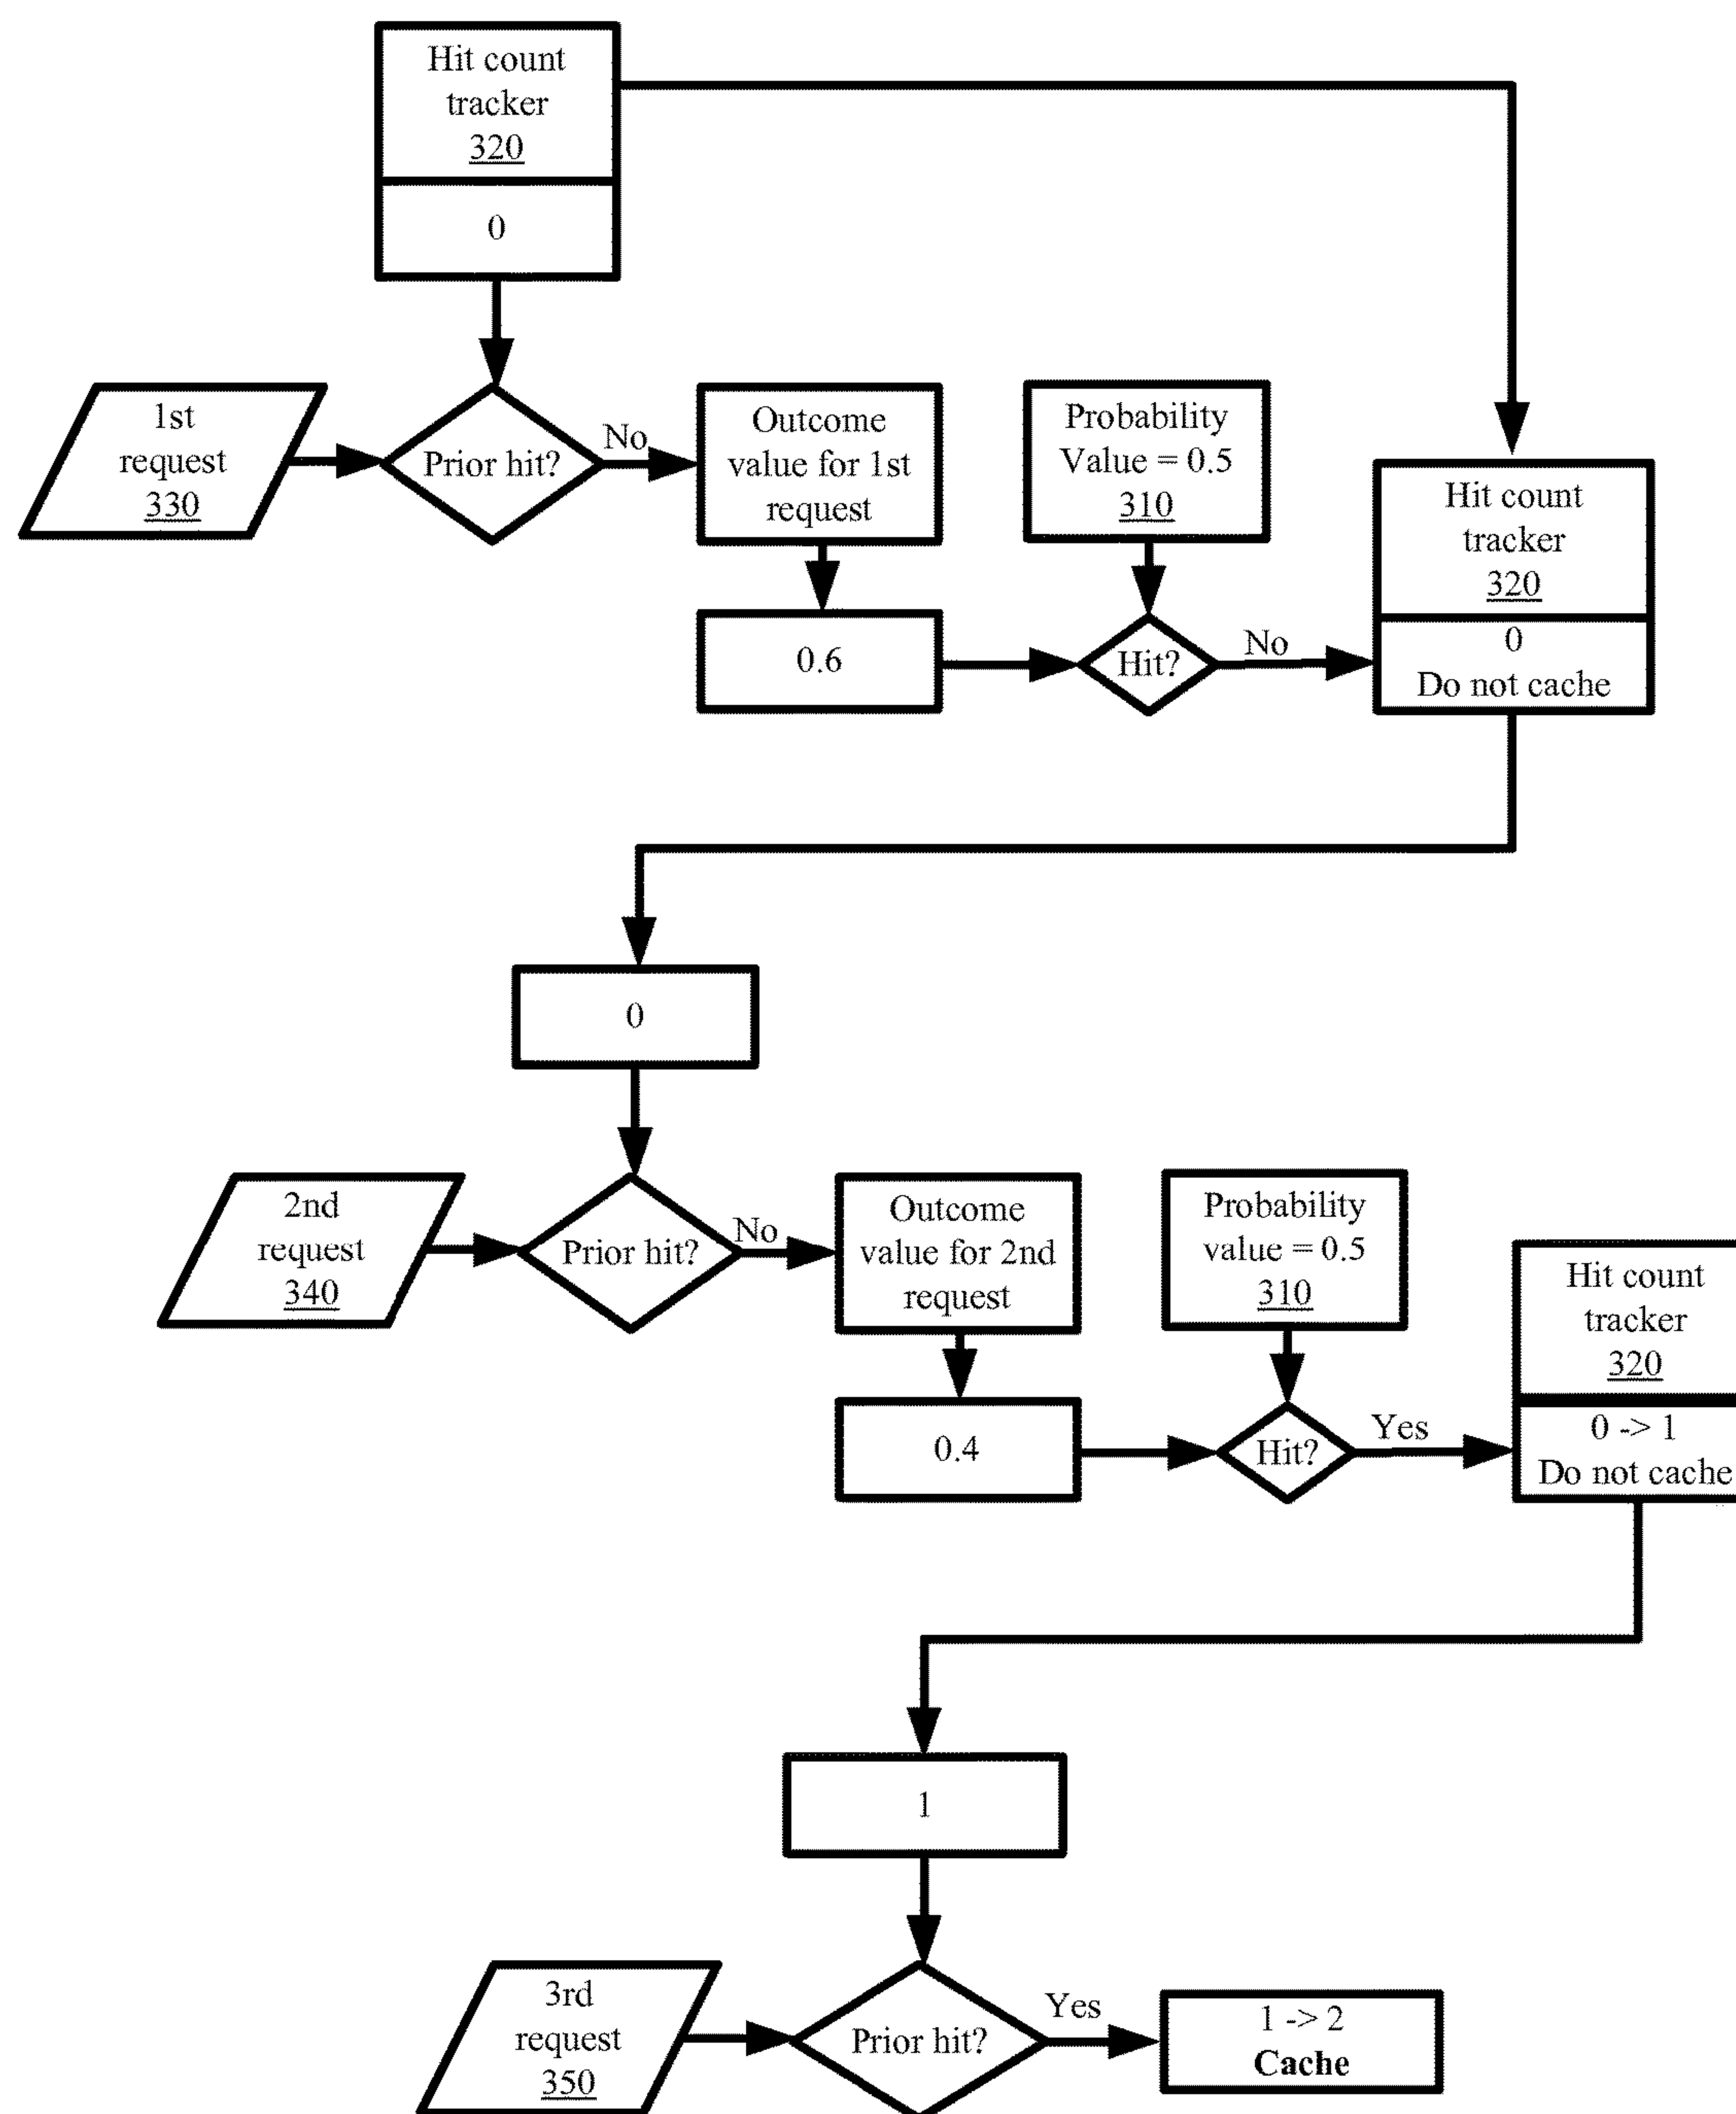 Hit count
tracker
320
0
1st
request
330
Prior hit?
No
Outcome
value for 1st
request
Probability
Value = 0.5
310
0.6
Hit?
No
Hit count
tracker
320
0
Do not cache
0
2nd
request
340
Prior hit?
No
Outcome
value for 2nd
request
Probability
value = 0.5
310
0.4
Hit?
Yes
Hit count
tracker
320
0 -> 1
Do not cache
1
3rd
request
350
Prior hit?
Yes
1 -> 2
Cache